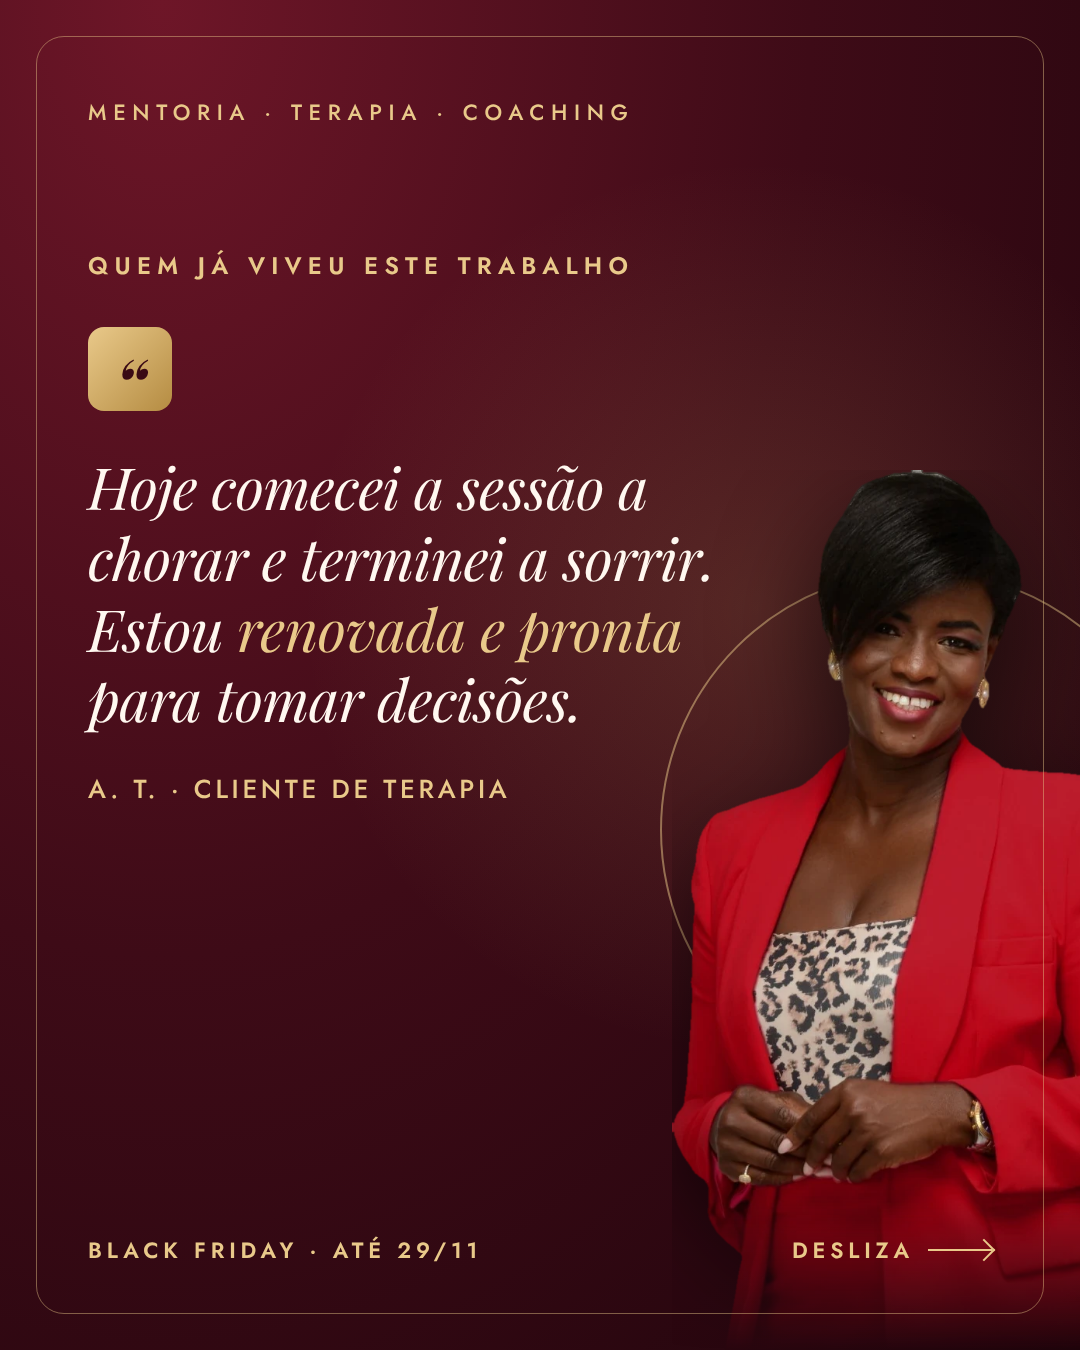 MENTORIA · TERAPIA · COACHING
QUEM JÁ VIVEU ESTE TRABALHO
“
Hoje comecei a sessão a
chorar e terminei a sorrir.
Estou renovada e pronta
para tomar decisões.
A. T. · CLIENTE DE TERAPIA
BLACK FRIDAY · ATÉ 29/11
DESLIZA